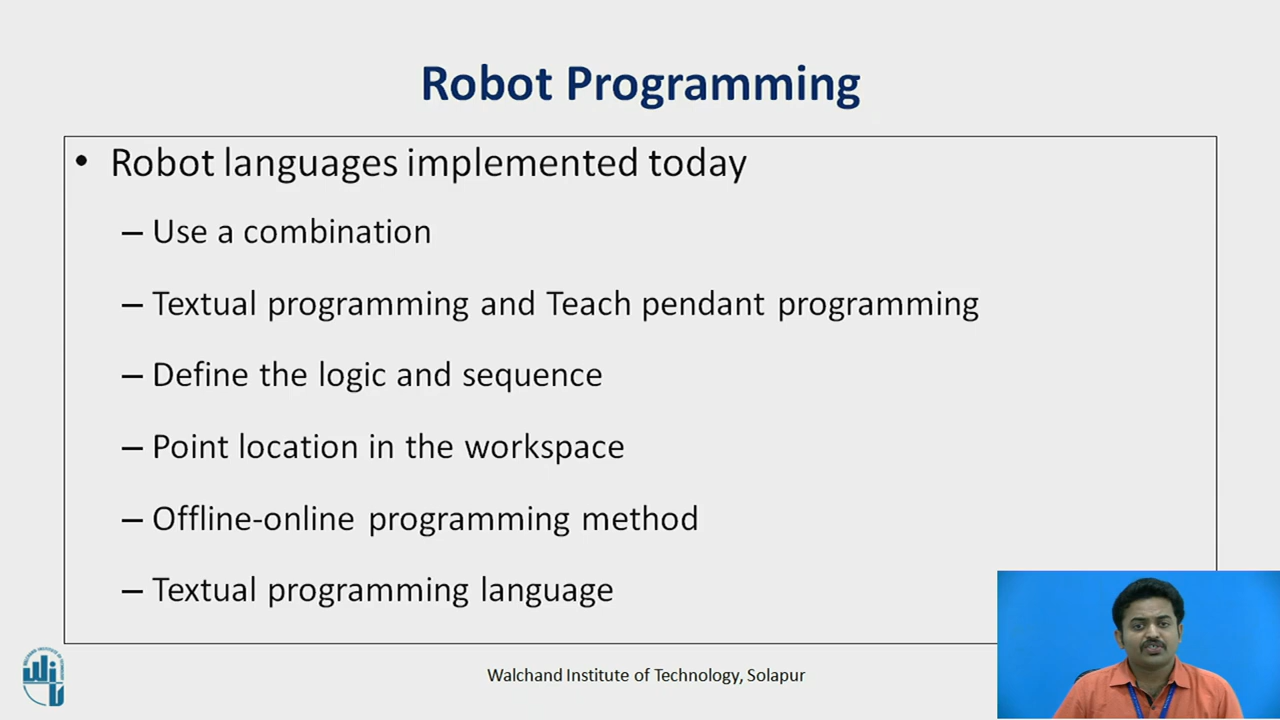 Robot Programming
• Robot languages implemented today
– Use a combination
– Textual programming and Teach pendant programming
– Define the logic and sequence
– Point location in the workspace
– Offline-online programming method
– Textual programming language
Walchand Institute of Technology, Solapur